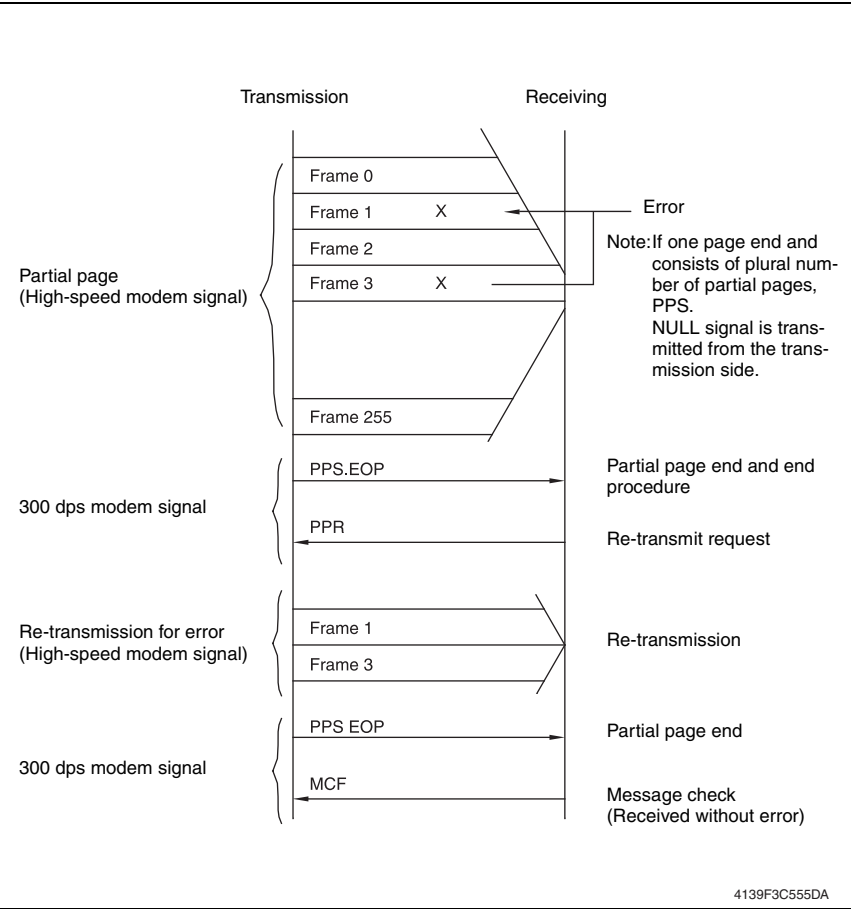 Transmission
Receiving
Frame 0
Frame 1 X
Error
Frame 2
Frame 3 X
Note:If one page end and
consists of plural num-
ber of partial pages,
PPS.
NULL signal is trans-
mitted from the trans-
mission side.
Partial page
(High-speed modem signal)
Frame 255
PPS.EOP
Partial page end and end
procedure
300 dps modem signal
PPR
Re-transmit request
Re-transmission for error
(High-speed modem signal)
Frame 1
Frame 3
Re-transmission
PPS EOP
Partial page end
300 dps modem signal
MCF
Message check
(Received without error)
4139F3C555DA